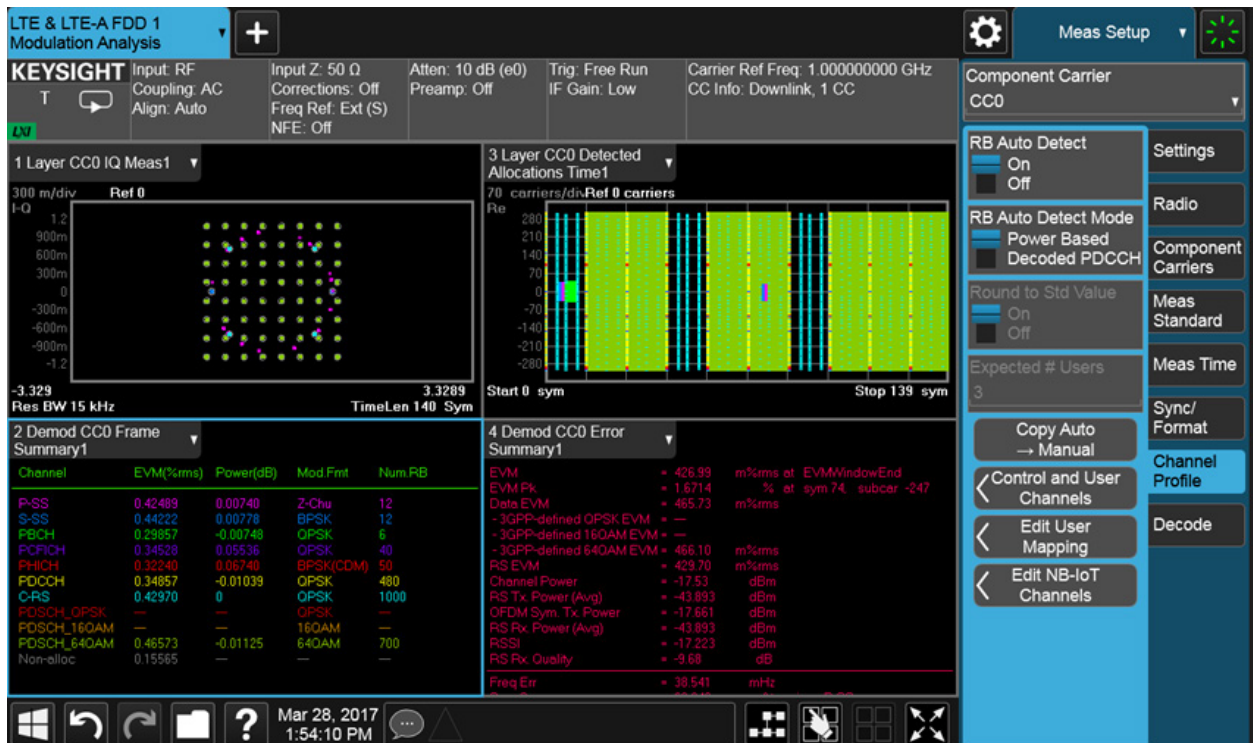 LTE & LTE-A FDD 1
Modulation Analysis
+
Meas Setup
KEYSIGHT
T
LXI
Input: RF
Coupling: AC
Align: Auto
Input Z: 50 Ω
Corrections: Off
Freq Ref: Ext (S)
NFE: Off
Atten: 10 dB (e0)
Preamp: Off
Trig: Free Run
IF Gain: Low
Carrier Ref Freq: 1.000000000 GHz
CC Info: Downlink, 1 CC
1 Layer CC0 IQ Meas1
300 m/div Ref 0
I-Q
1.2
900m
600m
300m
0
-300m
-600m
-900m
-1.2
-3.329 3.3289
Res BW 15 kHz TimeLen 140 Sym
3 Layer CC0 Detected
Allocations Time1
70 carriers/div Ref 0 carriers
Re
280
210
140
70
0
-70
-140
-210
-280
Start 0 sym Stop 139 sym
2 Demod CC0 Frame
Summary1
Channel EVM(%rms) Power(dB) Mod.Fmt Num.RB
P-SS 0.42489 0.00740 Z-Chu 12
S-SS 0.44222 0.00778 BPSK 12
PBCH 0.29857 -0.00748 QPSK 6
PCFICH 0.34528 0.05536 QPSK 40
PHICH 0.32240 0.06740 BPSK(CDM) 50
PDCCH 0.34857 -0.01039 QPSK 480
C-RS 0.42970 0 QPSK 1000
PDSCH_QPSK — — QPSK —
PDSCH_16QAM — — 16QAM —
PDSCH_64QAM 0.46573 -0.01125 64QAM 700
Non-alloc 0.15565 — — —
4 Demod CC0 Error
Summary1
EVM = 426.99 m%rms at EVMWindowEnd
EVM Pk = 1.6714 % at sym 74, subcar -247
Data EVM = 465.73 m%rms
- 3GPP-defined QPSK EVM = —
- 3GPP-defined 16QAM EVM = —
- 3GPP-defined 64QAM EVM = 466.10 m%rms
RS EVM = 429.70 m%rms
Channel Power = -17.53 dBm
RS Tx. Power (Avg) = -43.893 dBm
OFDM Sym. Tx. Power = -17.661 dBm
RS Rx. Power (Avg) = -43.893 dBm
RSSI = -17.223 dBm
RS Rx. Quality = -9.68 dB
Freq Err = 38.541 mHz
Component Carrier
CC0
RB Auto Detect
On
Off
RB Auto Detect Mode
Power Based
Decoded PDCCH
Round to Std Value
On
Off
Expected # Users
3
Copy Auto
→ Manual
Control and User
Channels
Edit User
Mapping
Edit NB-IoT
Channels
Settings
Radio
Component
Carriers
Meas
Standard
Meas Time
Sync/
Format
Channel
Profile
Decode
?
Mar 28, 2017
1:54:10 PM